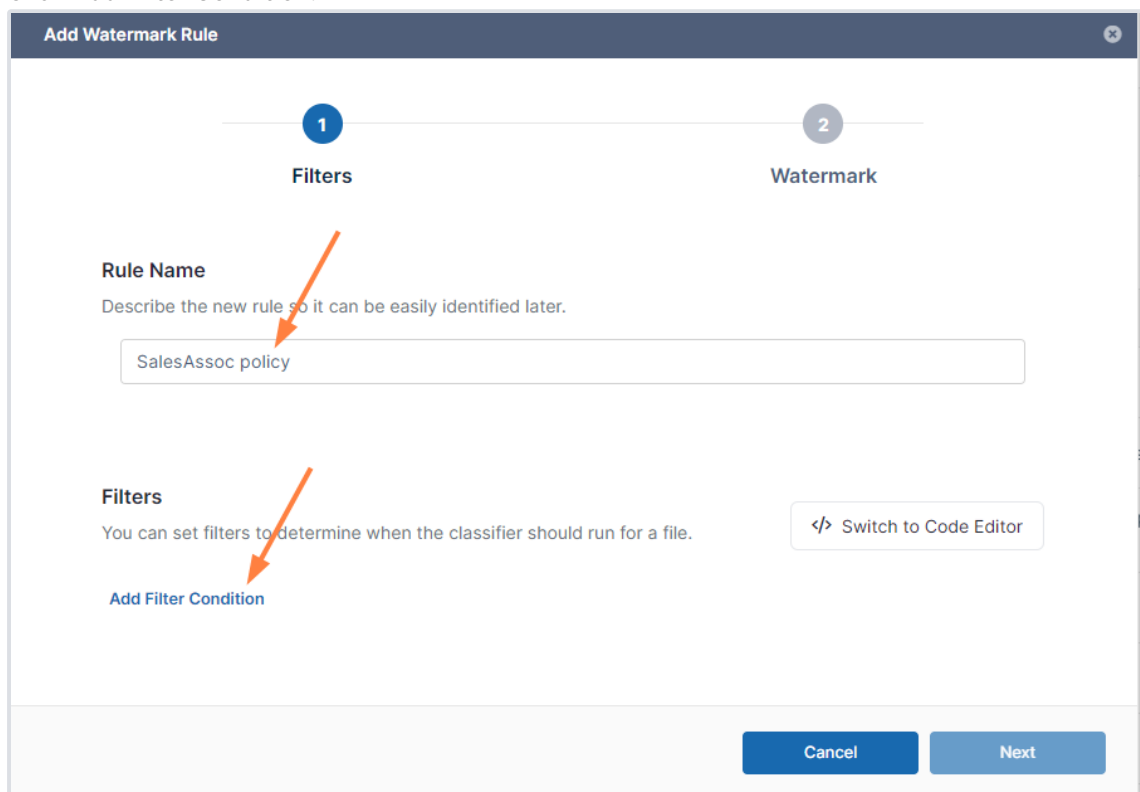 Add Watermark Rule
1
2
Filters
Watermark
Rule Name
Describe the new rule so it can be easily identified later.
SalesAssoc policy
Filters
You can set filters to determine when the classifier should run for a file.
</> Switch to Code Editor
Add Filter Condition
Cancel
Next